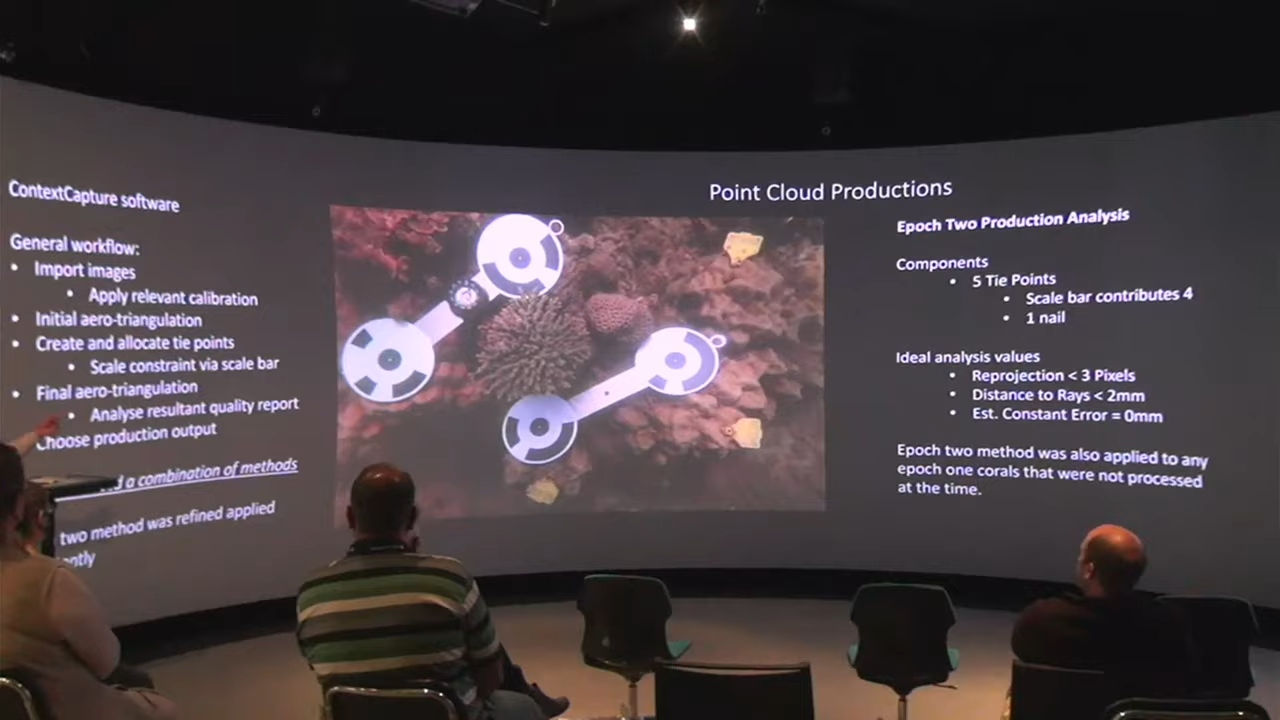 ContextCapture software
General workflow:
• Import images
• Apply relevant calibration
• Initial aero-triangulation
• Create and allocate tie points
• Scale constraint via scale bar
• Final aero-triangulation
• Analyse resultant quality report
Choose production output
a combination of methods
two method was refined applied
Point Cloud Productions
Epoch Two Production Analysis
Components
• 5 Tie Points
• Scale bar contributes 4
• 1 nail
Ideal analysis values
• Reprojection < 3 Pixels
• Distance to Rays < 2mm
• Est. Constant Error = 0mm
Epoch two method was also applied to any
epoch one corals that were not processed
at the time.